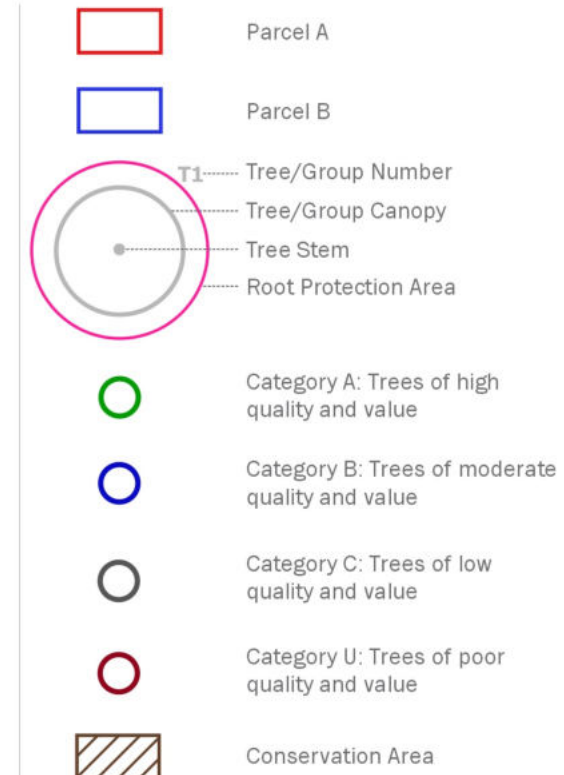 Parcel A
Parcel B
T1
Tree/Group Number
Tree/Group Canopy
Tree Stem
Root Protection Area
Category A: Trees of high
quality and value
Category B: Trees of moderate
quality and value
Category C: Trees of low
quality and value
Category U: Trees of poor
quality and value
Conservation Area